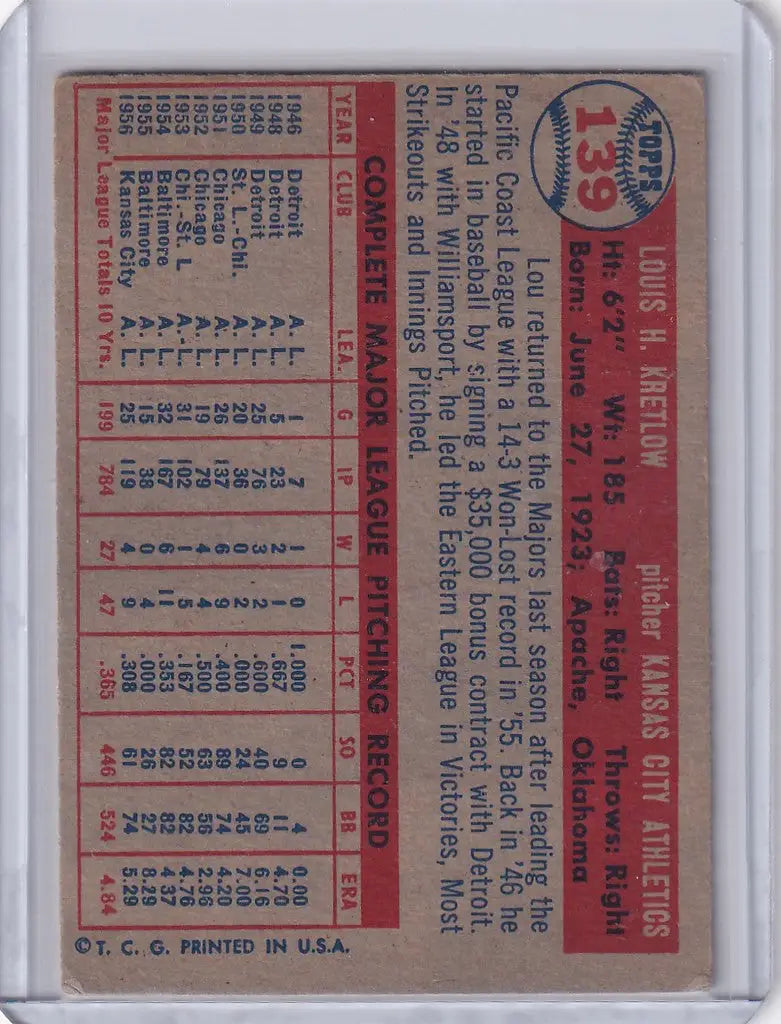 TOPPS
139
LOUIS H. KRETLOW pitcher KANSAS CITY ATHLETICS
Ht: 6'2" Wt: 185 Bats: Right Throws: Right
Born: June 27, 1923; Apache, Oklahoma
Lou returned to the Majors last season after leading the
Pacific Coast League with a 14-3 Won-Lost record in '55. Back in '46 he
started in baseball by signing a $35,000 bonus contract with Detroit.
In '48 with Williamsport, he led the Eastern League in Victories, Most
Strikeouts and Innings Pitched.
COMPLETE MAJOR LEAGUE PITCHING RECORD
YEAR CLUB LEA. G IP W L PCT SO BB ERA
1946 Detroit A. L. 1 7 1 0 1.000 0 4 0.00
1948 Detroit A. L. 5 23 2 1 .667 9 11 4.70
1949 Detroit A. L. 25 76 3 2 .600 40 69 6.16
1950 St. L.-Chi. A. L. 20 36 0 2 .000 24 45 7.00
1951 Chicago A. L. 26 137 6 9 .400 89 74 4.20
1952 Chicago A. L. 19 79 4 4 .500 63 56 2.96
1953 Chi.-St. L A. L. 31 102 1 5 .167 52 82 4.76
1954 Baltimore A. L. 32 167 6 11 .353 82 82 4.37
1955 Baltimore A. L. 15 38 0 4 .000 26 27 8.29
1956 Kansas City A. L. 25 119 4 9 .308 61 74 5.29
Major League Totals 10 Yrs. 199 784 27 47 .365 446 524 4.84
© T. C. G. PRINTED IN U.S.A.